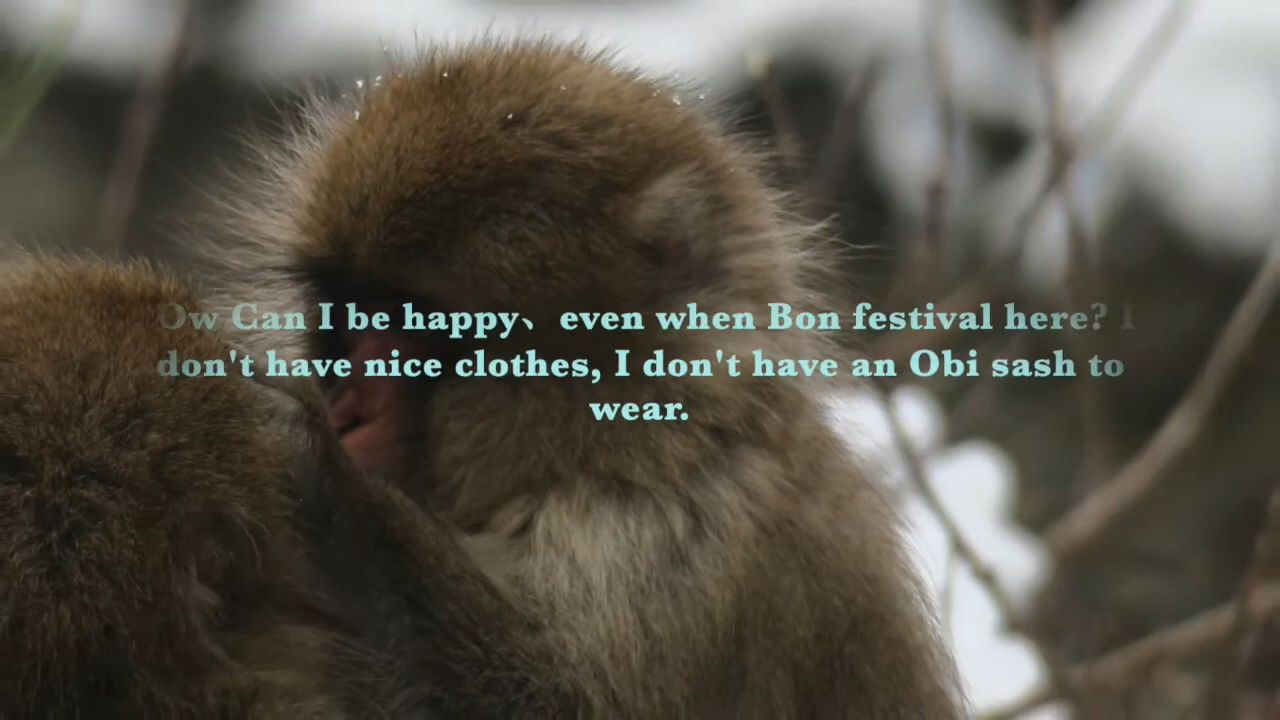 Ow Can I be happy、 even when Bon festival here? I
don't have nice clothes, I don't have an Obi sash to
wear.